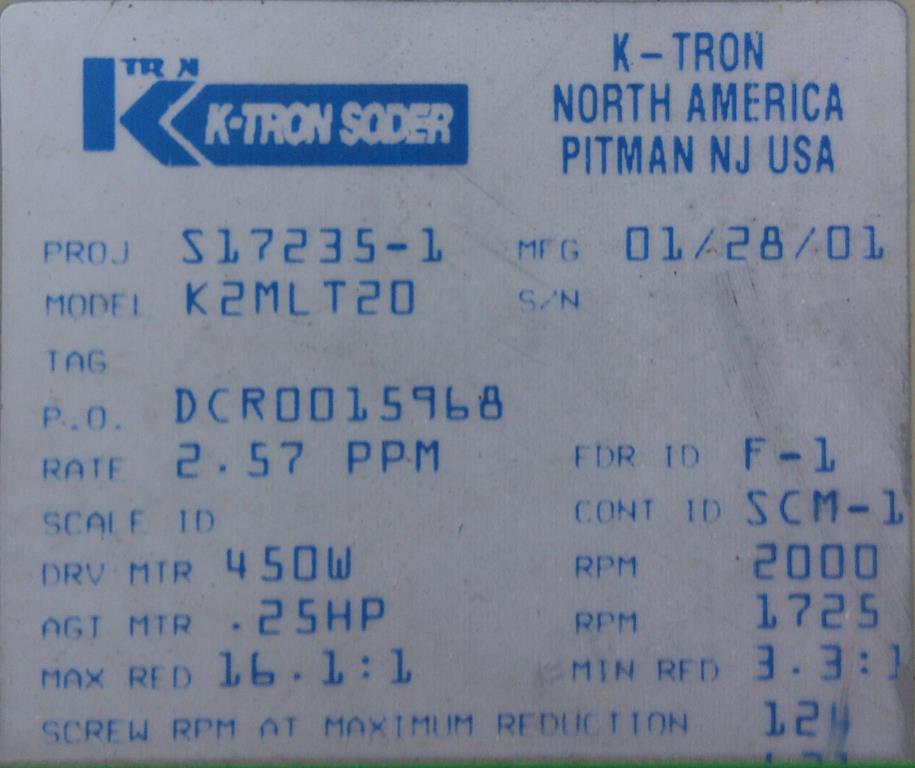 K-TRON
NORTH AMERICA
PITMAN NJ USA
K-TRON SODER
PROJ S17235-1 MFG 01/28/01
MODEL K2MLT20 S/N
TAG
P.O. DCR0015968
RATE 2.57 PPM FDR ID F-1
SCALE ID CONT ID SCM-1
DRV MTR 450W RPM 2000
AGT MTR .25HP RPM 1725
MAX RED 16.1:1 MIN RED 3.3:1
SCREW RPM AT MAXIMUM REDUCTION 124